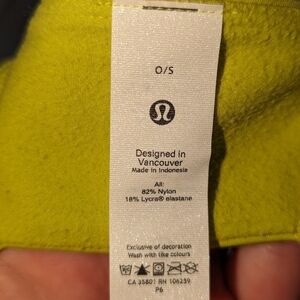 O/S
Designed in
Vancouver
Made in Indonesia
All:
82% Nylon
18% Lycra® elastane
Exclusive of decoration
Wash with like colours
CA 35801 RN 106259
P6